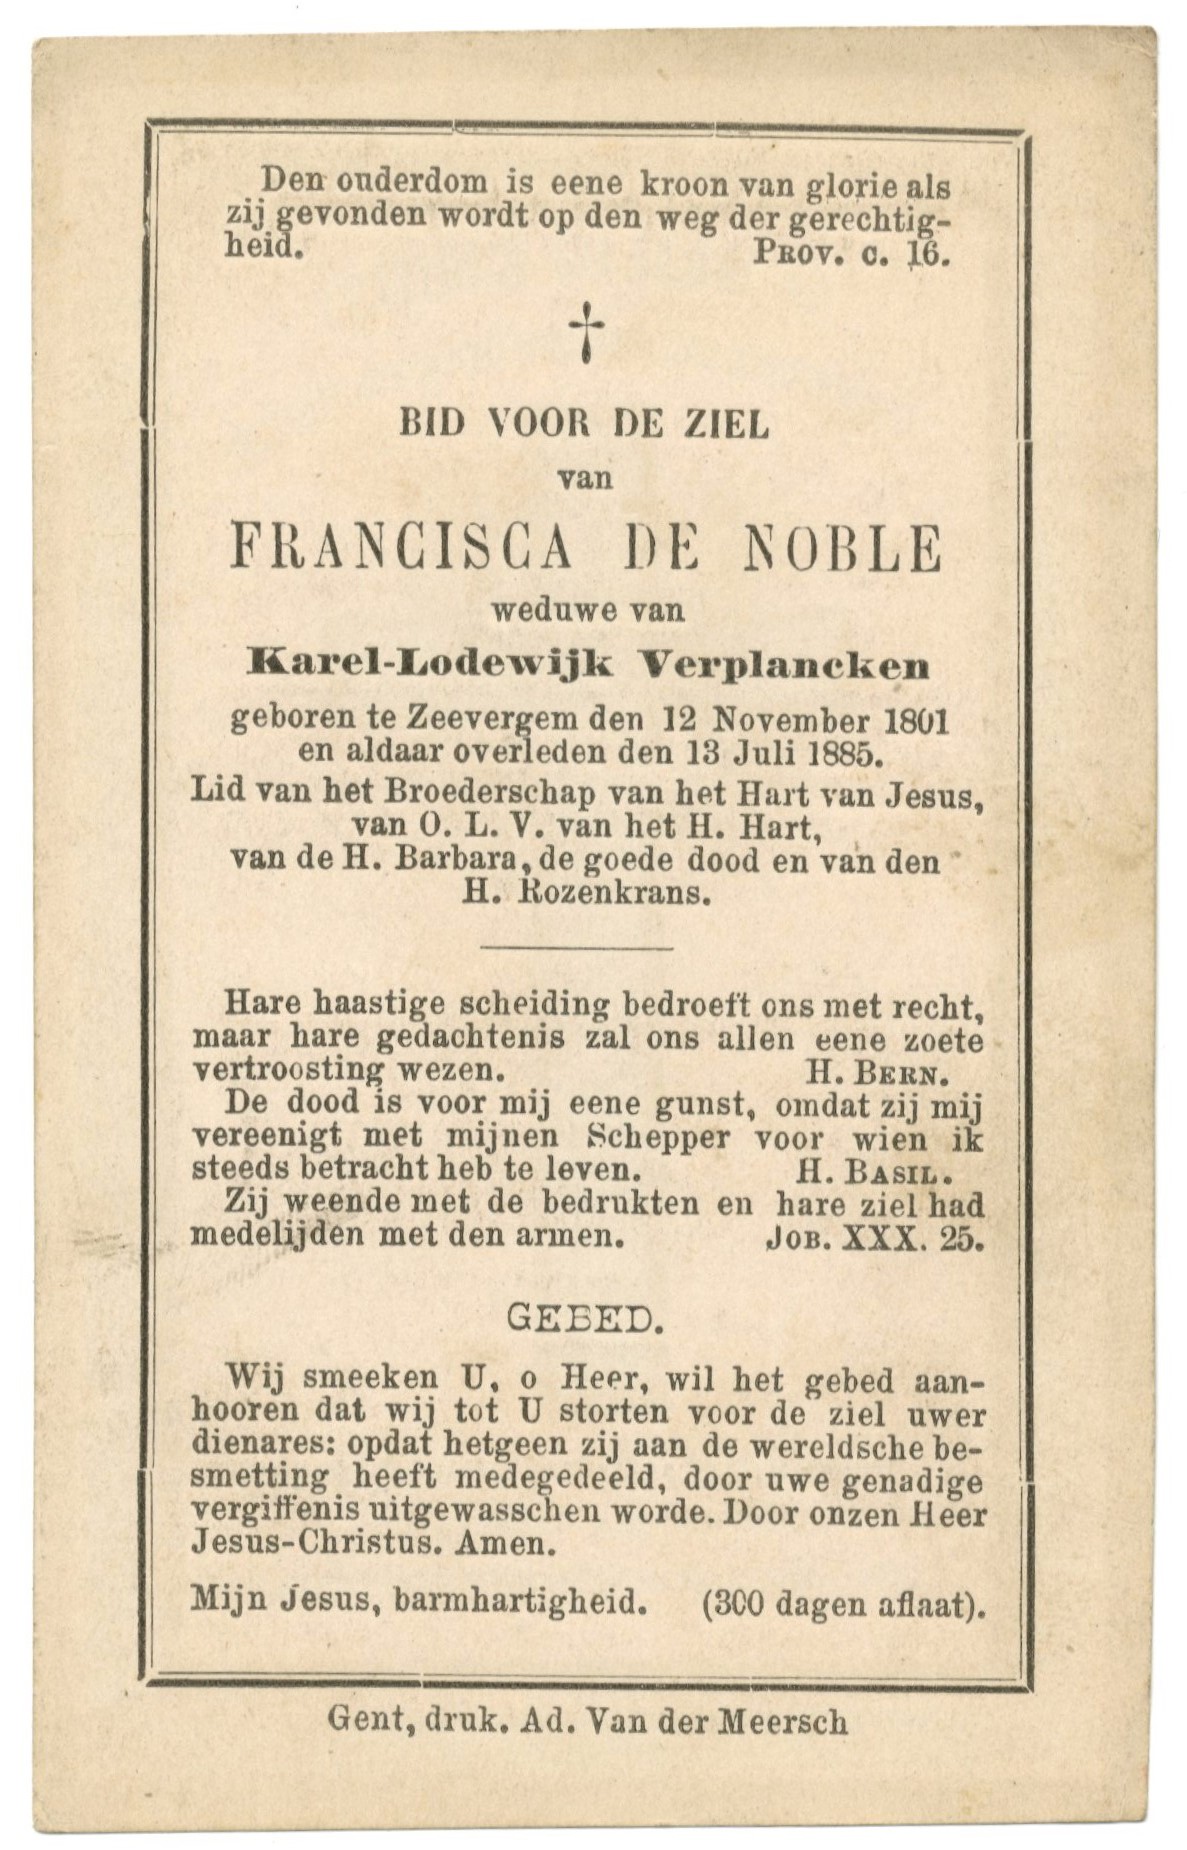 Den ouderdom is eene kroon van glorie als
zij gevonden wordt op den weg der gerechtig-
heid. PROV. C. 16.
†
BID VOOR DE ZIEL
van
FRANCISCA DE NOBLE
weduwe van
Karel-Lodewijk Verplancken
geboren te Zeevergem den 12 November 1801
en aldaar overleden den 13 Juli 1885.
Lid van het Broederschap van het Hart van Jesus,
van O. L. V. van het H. Hart,
van de H. Barbara, de goede dood en van den
H. Rozenkrans.
Hare haastige scheiding bedroeft ons met recht,
maar hare gedachtenis zal ons allen eene zoete
vertroosting wezen. H. BERN.
De dood is voor mij eene gunst, omdat zij mij
vereenigt met mijnen Schepper voor wien ik
steeds betracht heb te leven. H. BASIL.
Zij weende met de bedrukten en hare ziel had
medelijden met den armen. JOB. XXX. 25.
GEBED.
Wij smeeken U, o Heer, wil het gebed aan-
hooren dat wij tot U storten voor de ziel uwer
dienares: opdat hetgeen zij aan de wereldsche be-
smetting heeft medegedeeld, door uwe genadige
vergiffenis uitgewasschen worde. Door onzen Heer
Jesus-Christus. Amen.
Mijn Jesus, barmhartigheid. (300 dagen aflaat).
Gent, druk. Ad. Van der Meersch